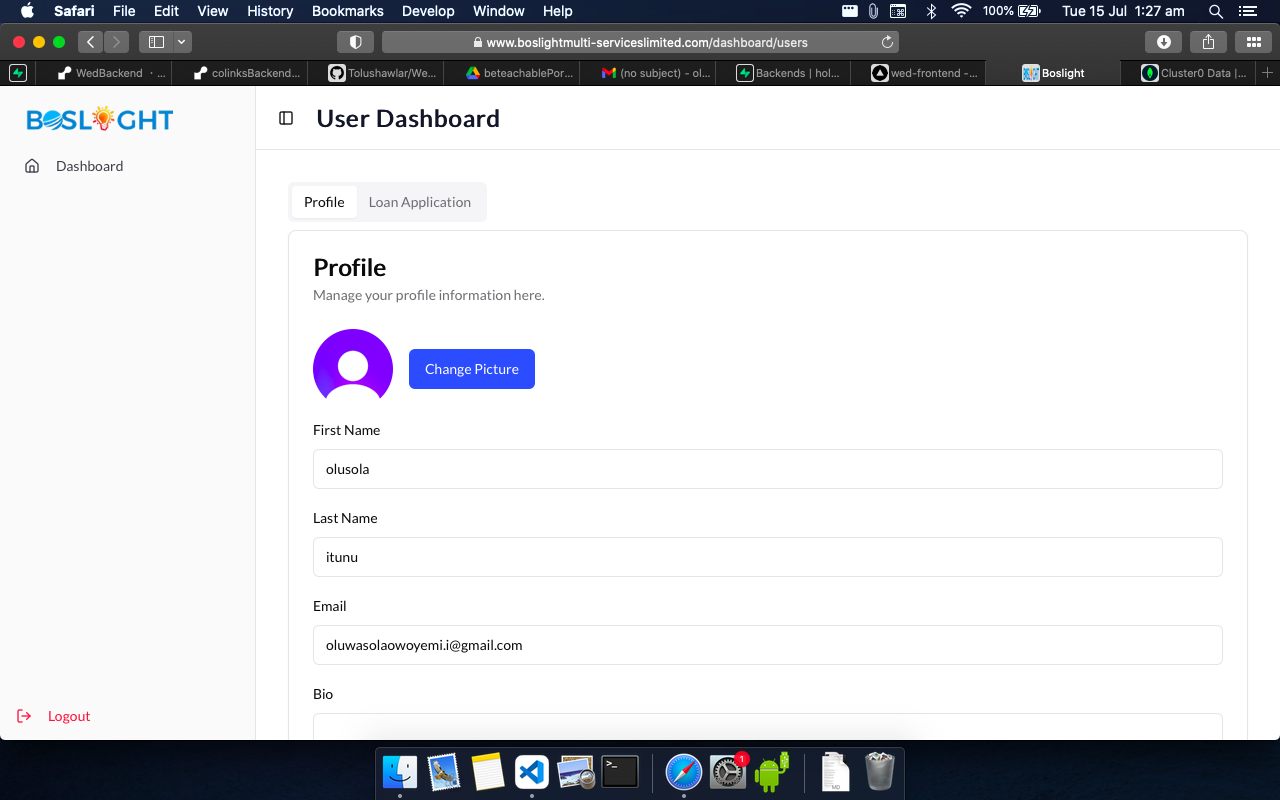 Safari File Edit View History Bookmarks Develop Window Help 100% Tue 15 Jul 1:27 am
www.boslightmulti-serviceslimited.com/dashboard/users
WedBackend · ... colinksBackend... Tolushawlar/We... beteachablePor... (no subject) - ol... Backends | hol... wed-frontend -... Boslight Cluster0 Data |...
BOSLIGHT
User Dashboard
Dashboard
Profile Loan Application
Profile
Manage your profile information here.
Change Picture
First Name
olusola
Last Name
itunu
Email
oluwasolaowoyemi.i@gmail.com
Bio
Logout
1
MD